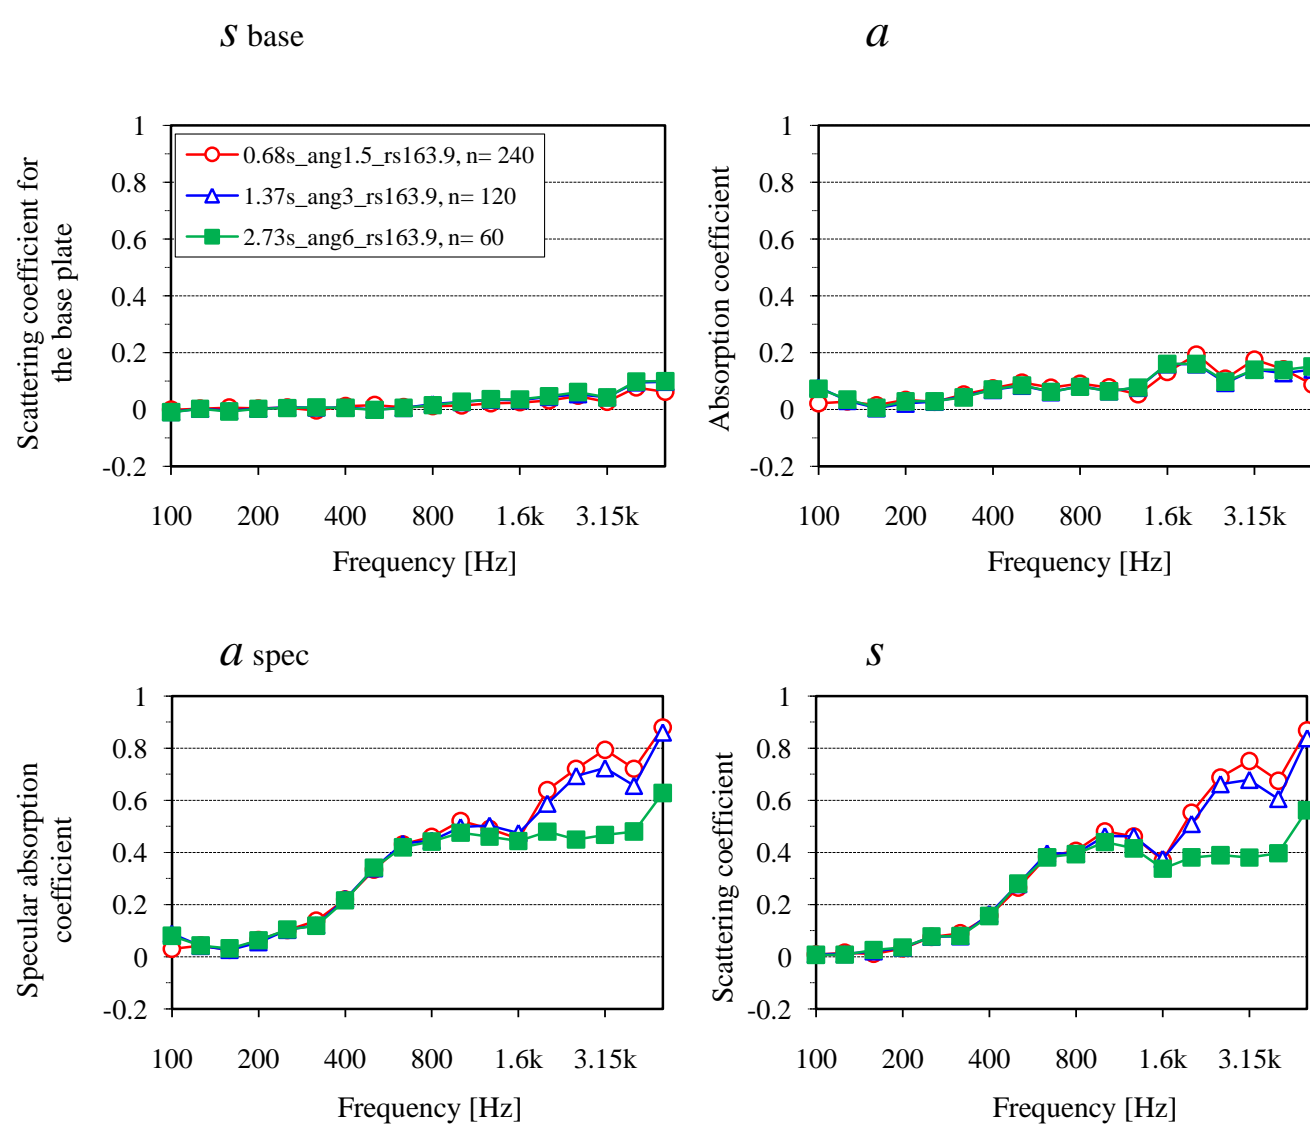 s base
a
Scattering coefficient for
the base plate
1
0.8
0.6
0.4
0.2
0
-0.2
0.68s_ang1.5_rs163.9, n= 240
1.37s_ang3_rs163.9, n= 120
2.73s_ang6_rs163.9, n= 60
100 200 400 800 1.6k 3.15k
Frequency [Hz]
Absorption coefficient
1
0.8
0.6
0.4
0.2
0
-0.2
100 200 400 800 1.6k 3.15k
Frequency [Hz]
a spec
s
Specular absorption
coefficient
1
0.8
0.6
0.4
0.2
0
-0.2
100 200 400 800 1.6k 3.15k
Frequency [Hz]
Scattering coefficient
1
0.8
0.6
0.4
0.2
0
-0.2
100 200 400 800 1.6k 3.15k
Frequency [Hz]